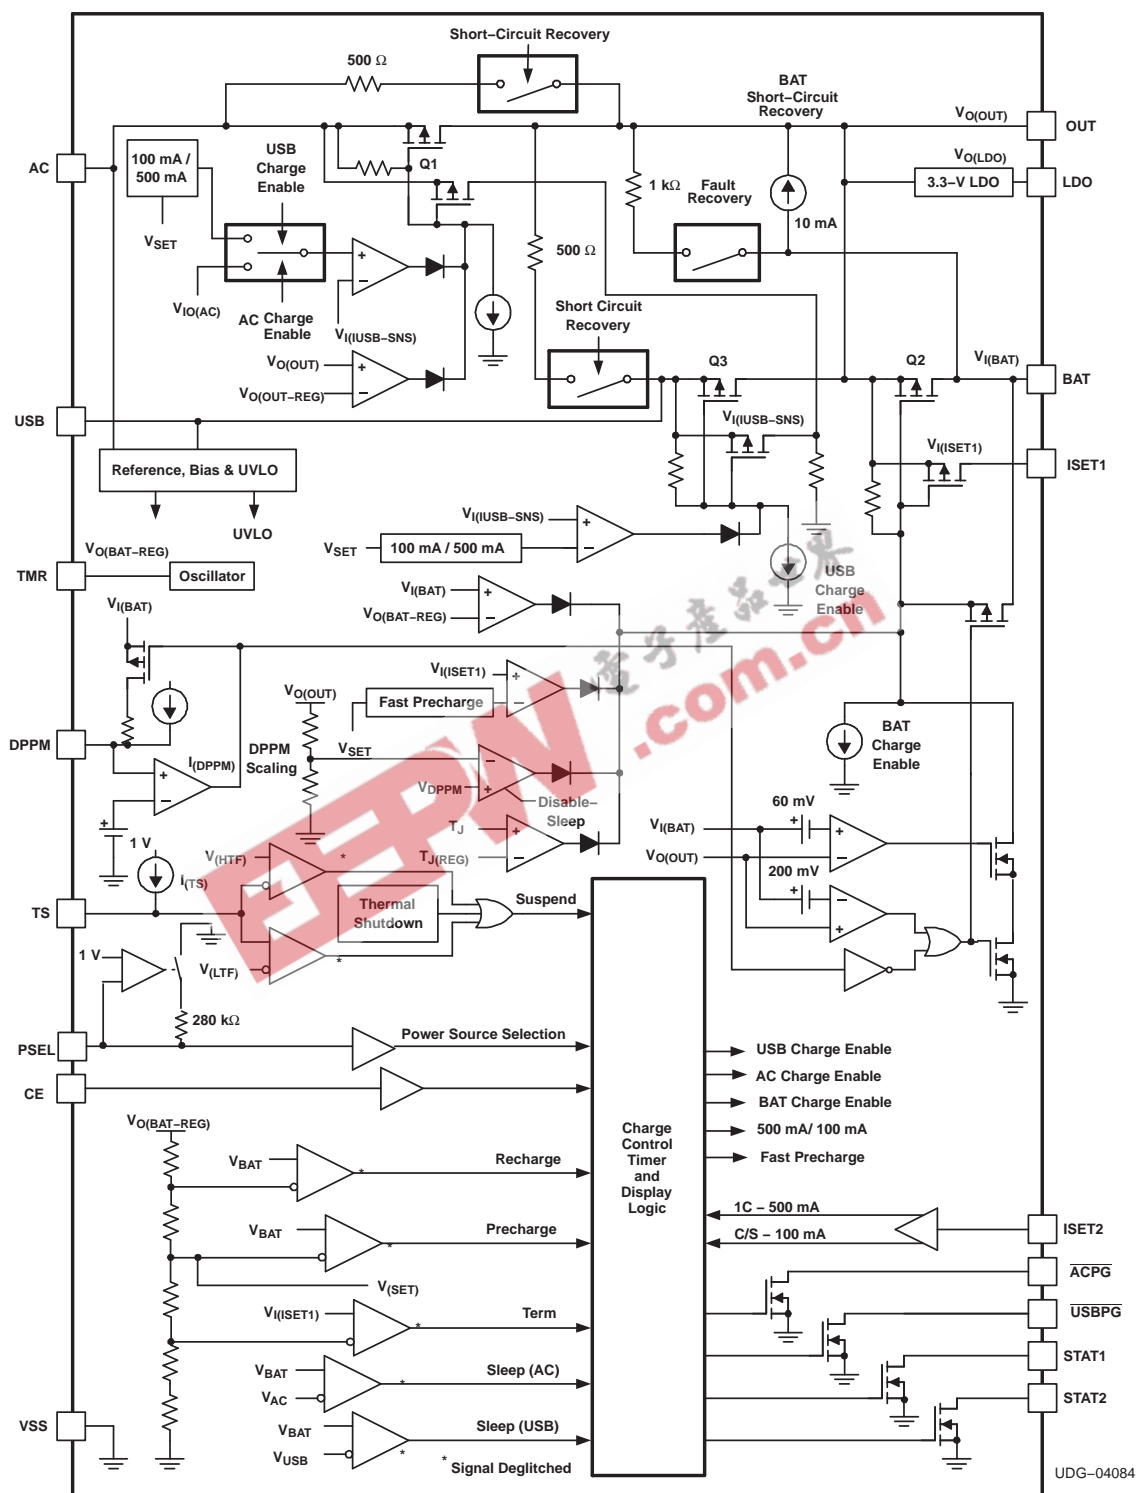 Short–Circuit Recovery
500 Ω
BAT
Short–Circuit
Recovery
VO(OUT)
OUT
AC
100 mA /
500 mA
USB
Charge
Enable
Q1
VO(LDO)
3.3–V LDO
LDO
1 kΩ
Fault
Recovery
10 mA
VSET
500 Ω
VIO(AC)
AC Charge
Enable
VI(IUSB–SNS)
Short Circuit
Recovery
VO(OUT)
VO(OUT–REG)
Q3
Q2
VI(BAT)
BAT
USB
VI(IUSB–SNS)
VI(ISET1)
ISET1
Reference, Bias & UVLO
UVLO
VI(IUSB–SNS)
VSET
100 mA / 500 mA
VO(BAT–REG)
TMR
Oscillator
USB
Charge
Enable
VI(BAT)
VO(BAT–REG)
VI(BAT)
VI(ISET1)
Fast Precharge
VO(OUT)
VSET
DPPM
I(DPPM)
DPPM
Scaling
VDPPM
Disable–
Sleep
BAT
Charge
Enable
60 mV
VI(BAT)
VO(OUT)
200 mV
1 V
TJ
TJ(REG)
V(HTF)
*
I(TS)
TS
Thermal
Shutdown
Suspend
1 V
V(LTF)
*
280 kΩ
PSEL
Power Source Selection
CE
USB Charge Enable
AC Charge Enable
BAT Charge Enable
500 mA/ 100 mA
Fast Precharge
Charge
Control
Timer
and
Display
Logic
VO(BAT–REG)
VBAT
*
Recharge
VBAT
*
Precharge
V(SET)
1C – 500 mA
C/S – 100 mA
ISET2
ACPG
USBPG
STAT1
STAT2
VI(ISET1)
*
Term
VBAT
VAC
*
Sleep (AC)
VBAT
VUSB
*
Sleep (USB)
* Signal Deglitched
VSS
UDG–04084
EEPW.com.cn
電子產品世界